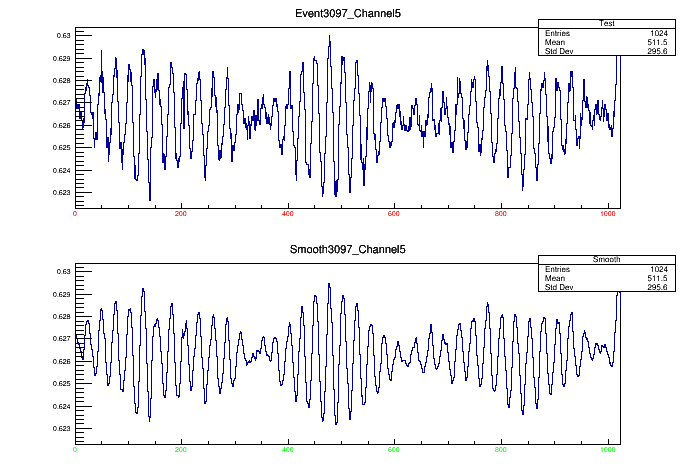 Event3097_Channel5
Test
Entries 1024
Mean 511.5
Std Dev 295.6
0.63
0.629
0.628
0.627
0.626
0.625
0.624
0.623
0 200 400 600 800 1000
Smooth3097_Channel5
Smooth
Entries 1024
Mean 511.5
Std Dev 295.6
0.63
0.629
0.628
0.627
0.626
0.625
0.624
0.623
0 200 400 600 800 1000